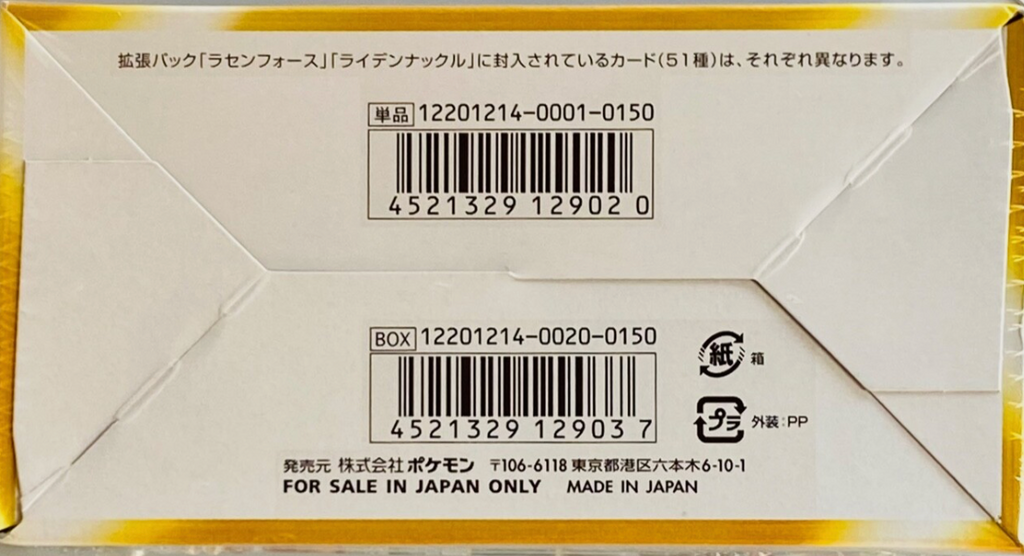 拡張パック「ラセンフォース」「ライデンナックル」に封入されているカード(51種)は、それぞれ異なります。
単品 12201214-0001-0150
4521329 12902 0
BOX 12201214-0020-0150
4521329 12903 7
紙 箱
プラ 外装:PP
発売元 株式会社ポケモン 〒106-6118 東京都港区六本木6-10-1
FOR SALE IN JAPAN ONLY MADE IN JAPAN